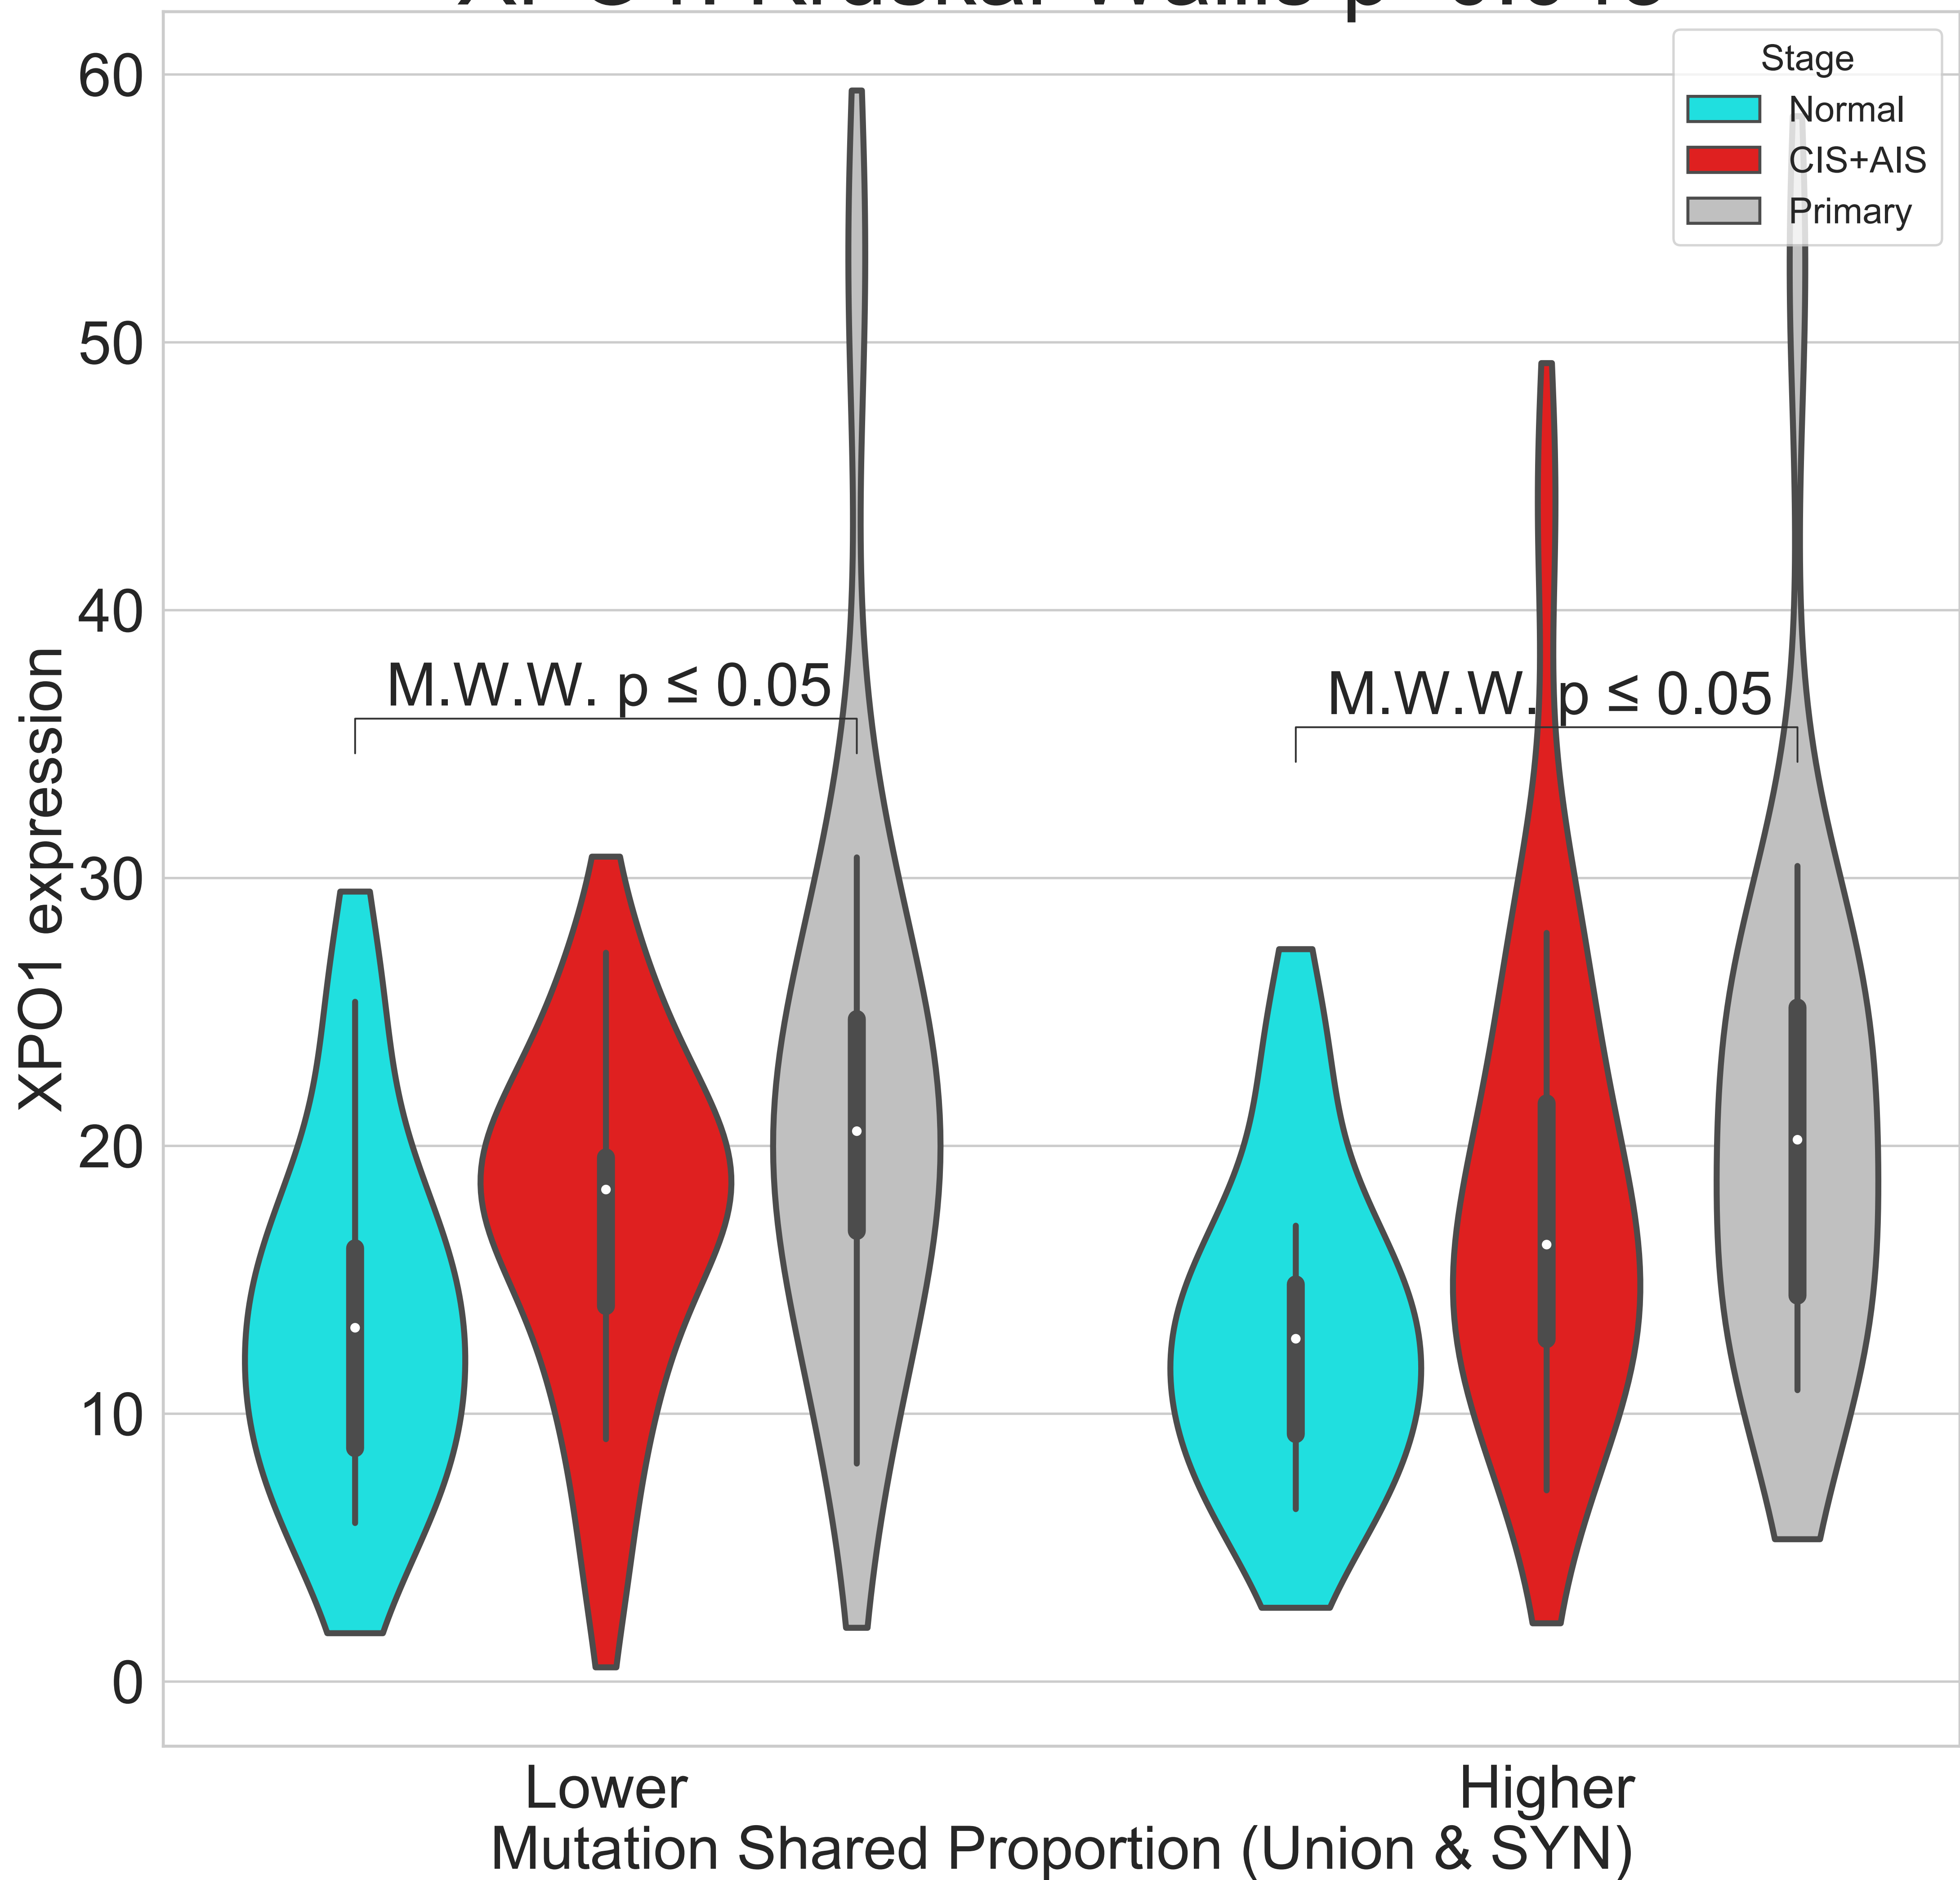 60
50
40
30
20
10
0
XPO1 expression
Stage
Normal
CIS+AIS
Primary
M.W.W. p ≤ 0.05
M.W.W. p ≤ 0.05
Lower
Higher
Mutation Shared Proportion (Union & SYN)